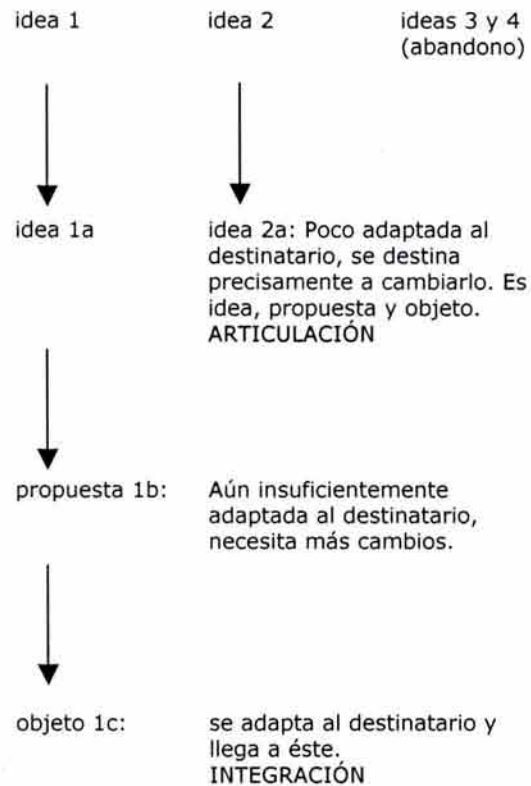 idea 1 idea 2 ideas 3 y 4
(abandono)
idea 1a idea 2a: Poco adaptada al
destinatario, se destina
precisamente a cambiarlo. Es
idea, propuesta y objeto.
ARTICULACIÓN
propuesta 1b: Aún insuficientemente
adaptada al destinatario,
necesita más cambios.
objeto 1c: se adapta al destinatario y
llega a éste.
INTEGRACIÓN